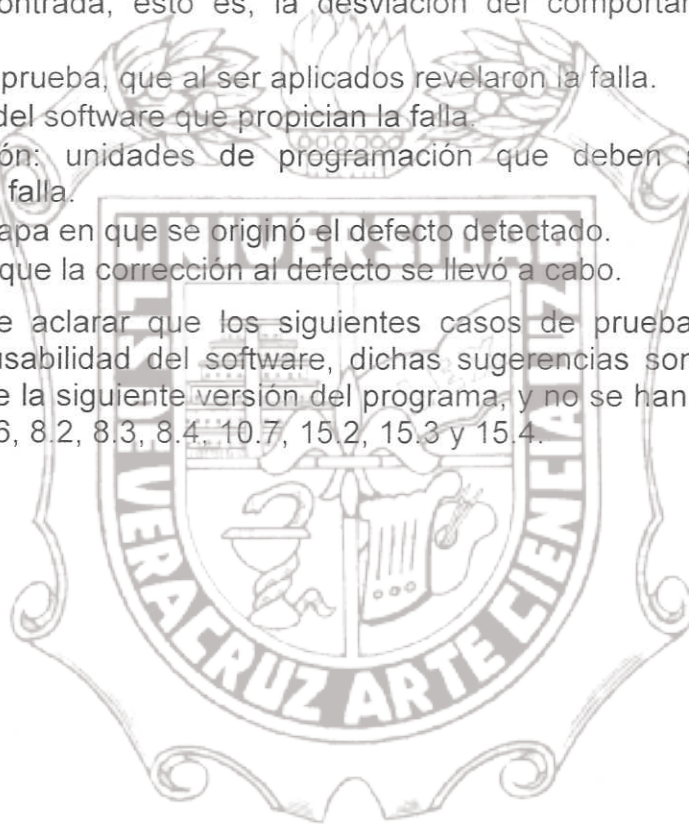 ontrada, esto es, la desviación del comportar
prueba, que al ser aplicados revelaron la falla.
del software que propician la falla.
ón: unidades de programación que deben
falla.
apa en que se originó el defecto detectado.
que la corrección al defecto se llevó a cabo.
e aclarar que los siguientes casos de prueba
usabilidad del software, dichas sugerencias son
e la siguiente versión del programa, y no se han
6, 8.2, 8.3, 8.4, 10.7, 15.2, 15.3 y 15.4.
UNIVERSIDAD
DE VERACRUZ ARTE CIENCIA LUZ